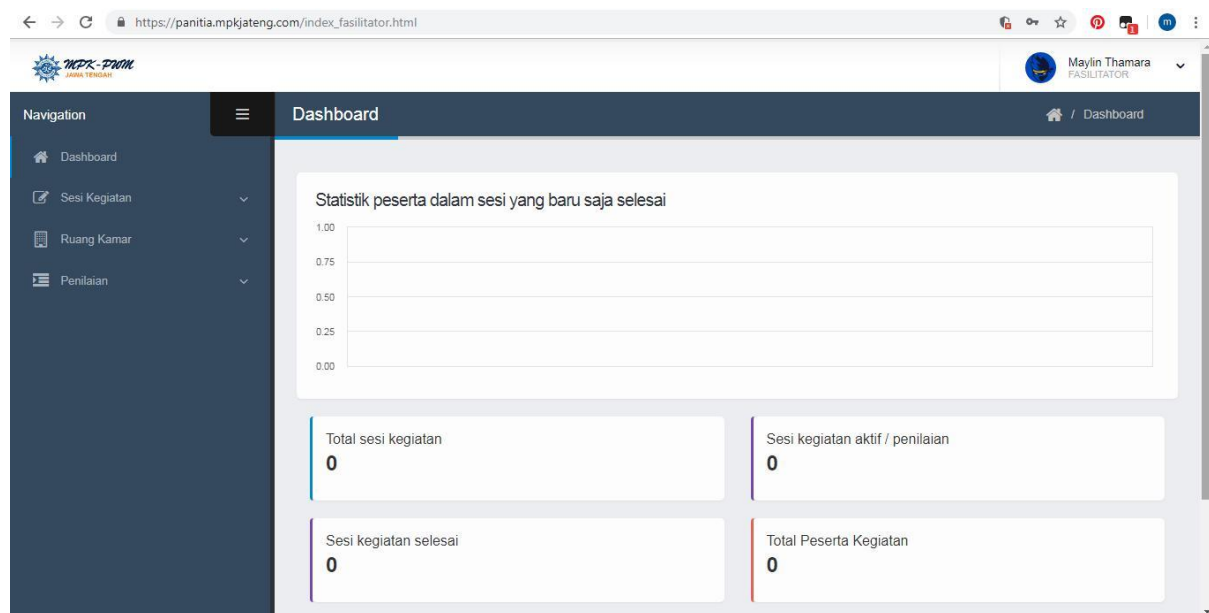 https://panitia.mpkjateng.com/index_fasilitator.html
1
m
MPK-PWM
JAWA TENGAH
Maylin Thamara
FASILITATOR
Navigation
Dashboard
/ Dashboard
Dashboard
Sesi Kegiatan
Ruang Kamar
Penilaian
Statistik peserta dalam sesi yang baru saja selesai
1.00
0.75
0.50
0.25
0.00
Total sesi kegiatan
0
Sesi kegiatan aktif / penilaian
0
Sesi kegiatan selesai
0
Total Peserta Kegiatan
0